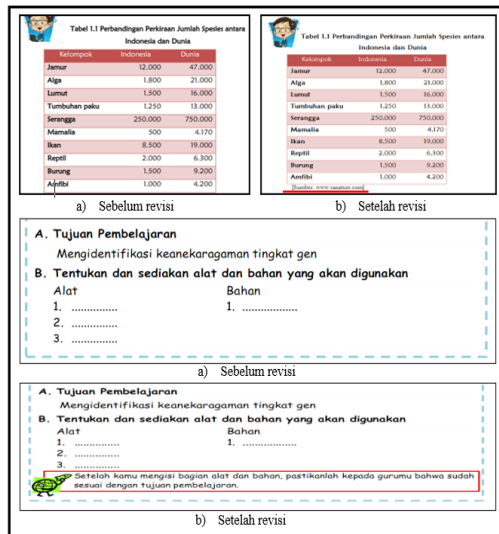 Tabel 1.1 Perbandingan Perkiraan Jumlah Spesies antara
Indonesia dan Dunia
Kelompok Indonesia Dunia
Jamur 12.000 47.000
Alga 1.800 21.000
Lumut 1.500 16.000
Tumbuhan paku 1.250 13.000
Serangga 250.000 750.000
Mamalia 500 4.170
Ikan 8.500 19.000
Reptil 2.000 6.300
Burung 1.500 9.200
Amfibi 1.000 4.200
a) Sebelum revisi
Tabel 1.1 Perbandingan Perkiraan Jumlah Spesies antara
Indonesia dan Dunia
Kelompok Indonesia Dunia
Jamur 12.000 47.000
Alga 1.800 21.000
Lumut 1.500 16.000
Tumbuhan paku 1.250 13.000
Serangga 250.000 750.000
Mamalia 500 4.170
Ikan 8.500 19.000
Reptil 2.000 6.300
Burung 1.500 9.200
Amfibi 1.000 4.200
b) Setelah revisi
A. Tujuan Pembelajaran
Mengidentifikasi keanekaragaman tingkat gen
B. Tentukan dan sediakan alat dan bahan yang akan digunakan
Alat Bahan
1. ............... 1. ..................
2. ...............
3. ...............
a) Sebelum revisi
A. Tujuan Pembelajaran
Mengidentifikasi keanekaragaman tingkat gen
B. Tentukan dan sediakan alat dan bahan yang akan digunakan
Alat Bahan
1. ............... 1. ..................
2. ...............
3. ...............
Setelah kamu mengisi bagian alat dan bahan, pastikanlah kepada gurumu bahwa sudah
sesuai dengan tujuan pembelajaran.
b) Setelah revisi